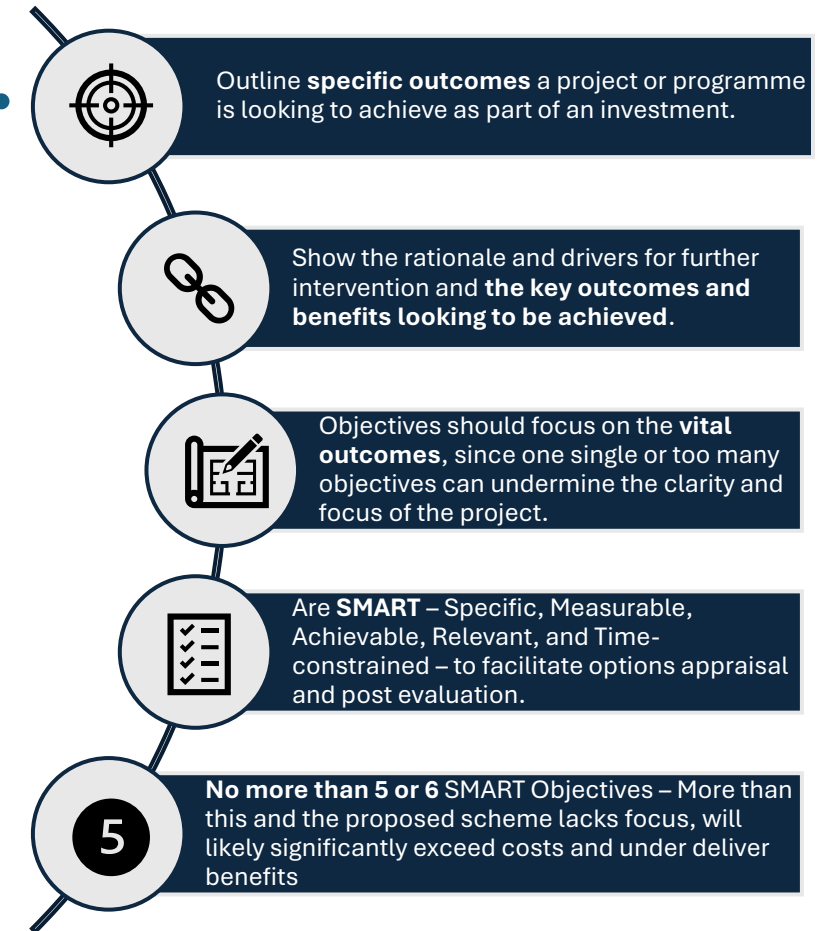 Outline specific outcomes a project or programme
is looking to achieve as part of an investment.
Show the rationale and drivers for further
intervention and the key outcomes and
benefits looking to be achieved.
Objectives should focus on the vital
outcomes, since one single or too many
objectives can undermine the clarity and
focus of the project.
Are SMART – Specific, Measurable,
Achievable, Relevant, and Time-
constrained – to facilitate options appraisal
and post evaluation.
5
No more than 5 or 6 SMART Objectives – More than
this and the proposed scheme lacks focus, will
likely significantly exceed costs and under deliver
benefits